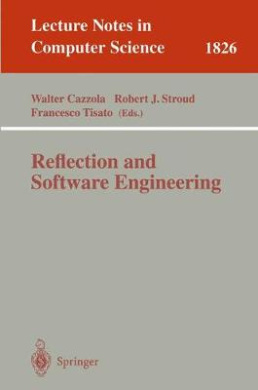 Lecture Notes in
Computer Science 1826
Walter Cazzola Robert J. Stroud
Francesco Tisato (Eds.)
Reflection and
Software Engineering
Springer